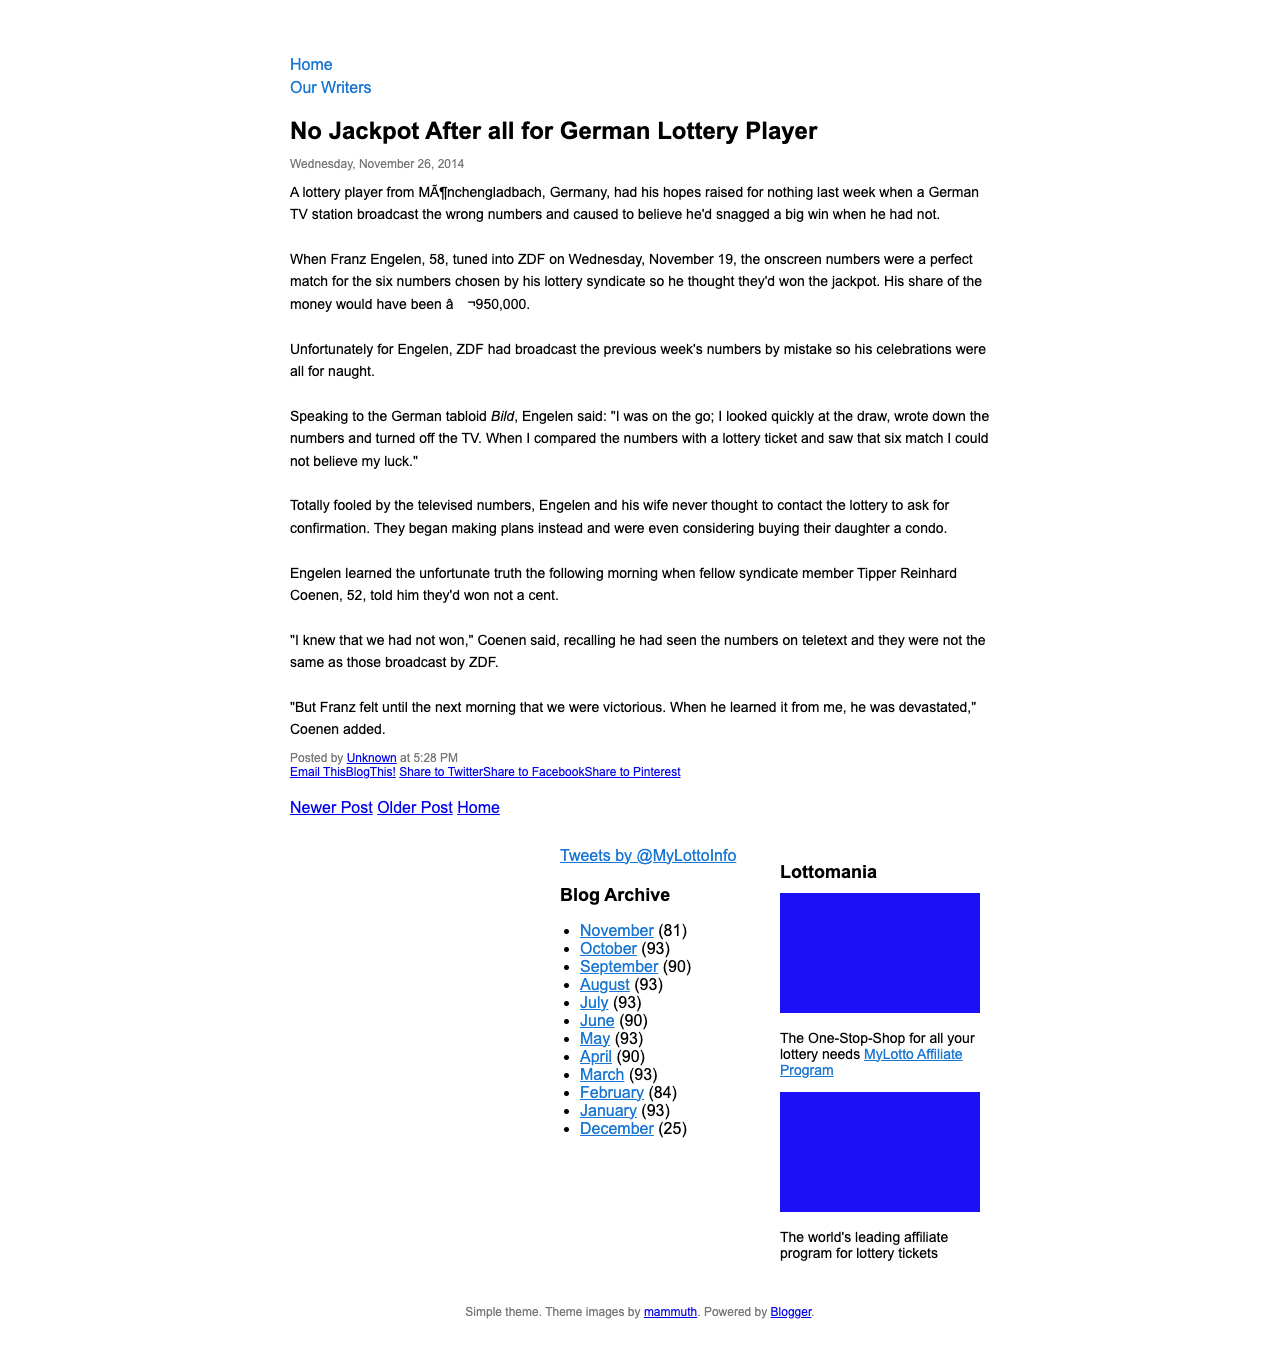 Home
Our Writers
No Jackpot After all for German Lottery Player
Wednesday, November 26, 2014
A lottery player from MÃ¶nchengladbach, Germany, had his hopes raised for nothing last week when a German
TV station broadcast the wrong numbers and caused to believe he'd snagged a big win when he had not.
When Franz Engelen, 58, tuned into ZDF on Wednesday, November 19, the onscreen numbers were a perfect
match for the six numbers chosen by his lottery syndicate so he thought they'd won the jackpot. His share of the
money would have been â ¬950,000.
Unfortunately for Engelen, ZDF had broadcast the previous week's numbers by mistake so his celebrations were
all for naught.
Speaking to the German tabloid Bild, Engelen said: "I was on the go; I looked quickly at the draw, wrote down the
numbers and turned off the TV. When I compared the numbers with a lottery ticket and saw that six match I could
not believe my luck."
Totally fooled by the televised numbers, Engelen and his wife never thought to contact the lottery to ask for
confirmation. They began making plans instead and were even considering buying their daughter a condo.
Engelen learned the unfortunate truth the following morning when fellow syndicate member Tipper Reinhard
Coenen, 52, told him they'd won not a cent.
"I knew that we had not won," Coenen said, recalling he had seen the numbers on teletext and they were not the
same as those broadcast by ZDF.
"But Franz felt until the next morning that we were victorious. When he learned it from me, he was devastated,"
Coenen added.
Posted by Unknown at 5:28 PM
Email ThisBlogThis! Share to TwitterShare to FacebookShare to Pinterest
Newer Post Older Post Home
Tweets by @MyLottoInfo
Blog Archive
November (81)
October (93)
September (90)
August (93)
July (93)
June (90)
May (93)
April (90)
March (93)
February (84)
January (93)
December (25)
Lottomania
The One-Stop-Shop for all your
lottery needs MyLotto Affiliate
Program
The world's leading affiliate
program for lottery tickets
Simple theme. Theme images by mammuth. Powered by Blogger.